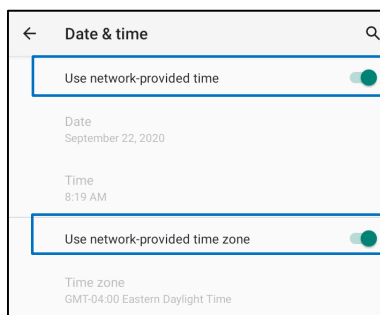 Date & time
Use network-provided time
Date
September 22, 2020
Time
8:19 AM
Use network-provided time zone
Time zone
GMT-04:00 Eastern Daylight Time